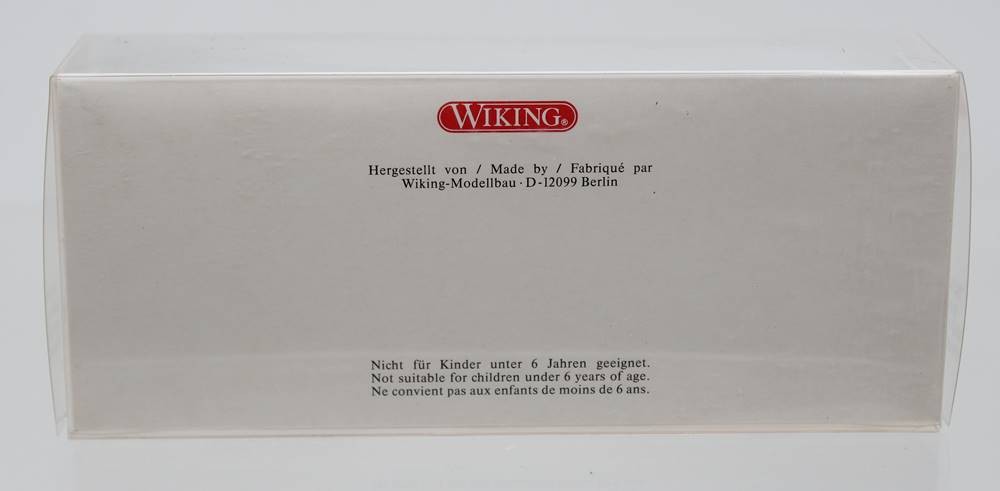 WIKING®
Hergestellt von / Made by / Fabriqué par
Wiking-Modellbau · D-12099 Berlin
Nicht für Kinder unter 6 Jahren geeignet.
Not suitable for children under 6 years of age.
Ne convient pas aux enfants de moins de 6 ans.